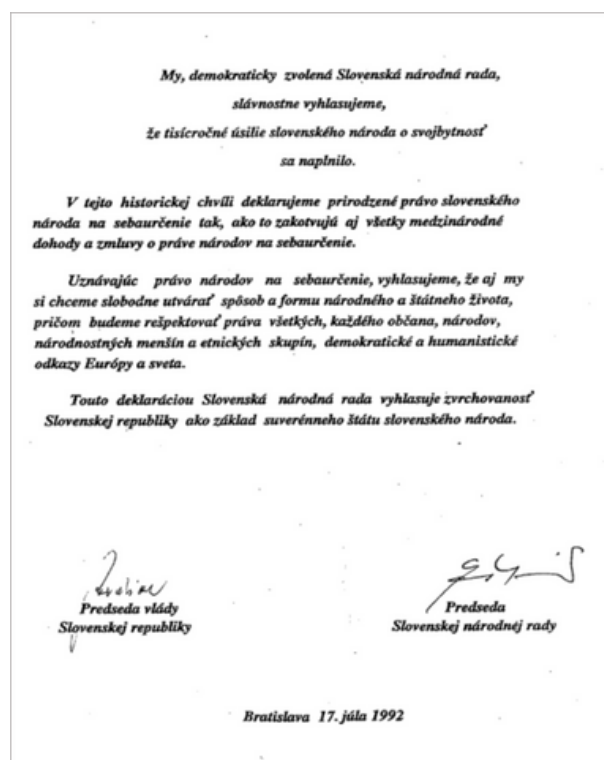 My, demokraticky zvolená Slovenská národná rada,
slávnostne vyhlasujeme,
že tisícročné úsilie slovenského národa o svojbytnosť
sa naplnilo.
V tejto historickej chvíli deklarujeme prirodzené právo slovenského
národa na sebaurčenie tak, ako to zakotvujú aj všetky medzinárodné
dohody a zmluvy o práve národov na sebaurčenie.
Uznávajúc právo národov na sebaurčenie, vyhlasujeme, že aj my
si chceme slobodne utvárať spôsob a formu národného a štátneho života,
pričom budeme rešpektovať práva všetkých, každého občana, národov,
národnostných menšín a etnických skupín, demokratické a humanistické
odkazy Európy a sveta.
Touto deklaráciou Slovenská národná rada vyhlasuje zvrchovanosť
Slovenskej republiky ako základ suverénneho štátu slovenského národa.
Predseda vlády
Slovenskej republiky
Predseda
Slovenskej národnej rady
Bratislava 17. júla 1992